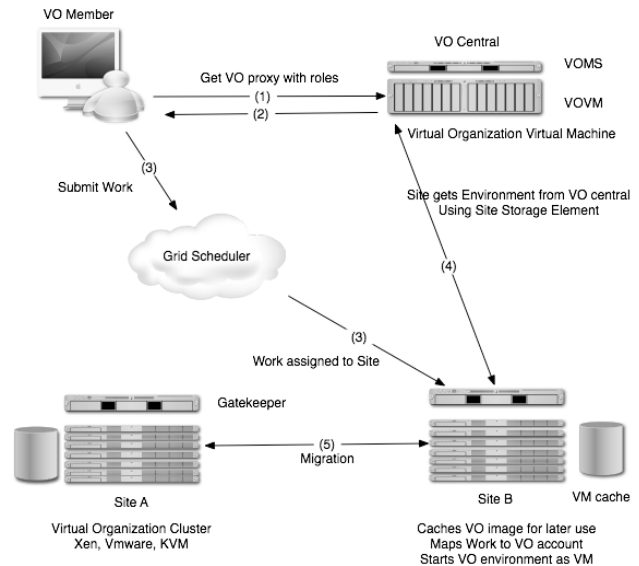 VO Member
VO Central
VOMS
Get VO proxy with roles
(1)
VOVM
(2)
Virtual Organization Virtual Machine
(3)
Submit Work
Site gets Environment from VO central
Using Site Storage Element
Grid Scheduler
(4)
(3)
Work assigned to Site
Gatekeeper
(5)
Migration
Site A
Site B
VM cache
Virtual Organization Cluster
Xen, Vmware, KVM
Caches VO image for later use
Maps Work to VO account
Starts VO environment as VM